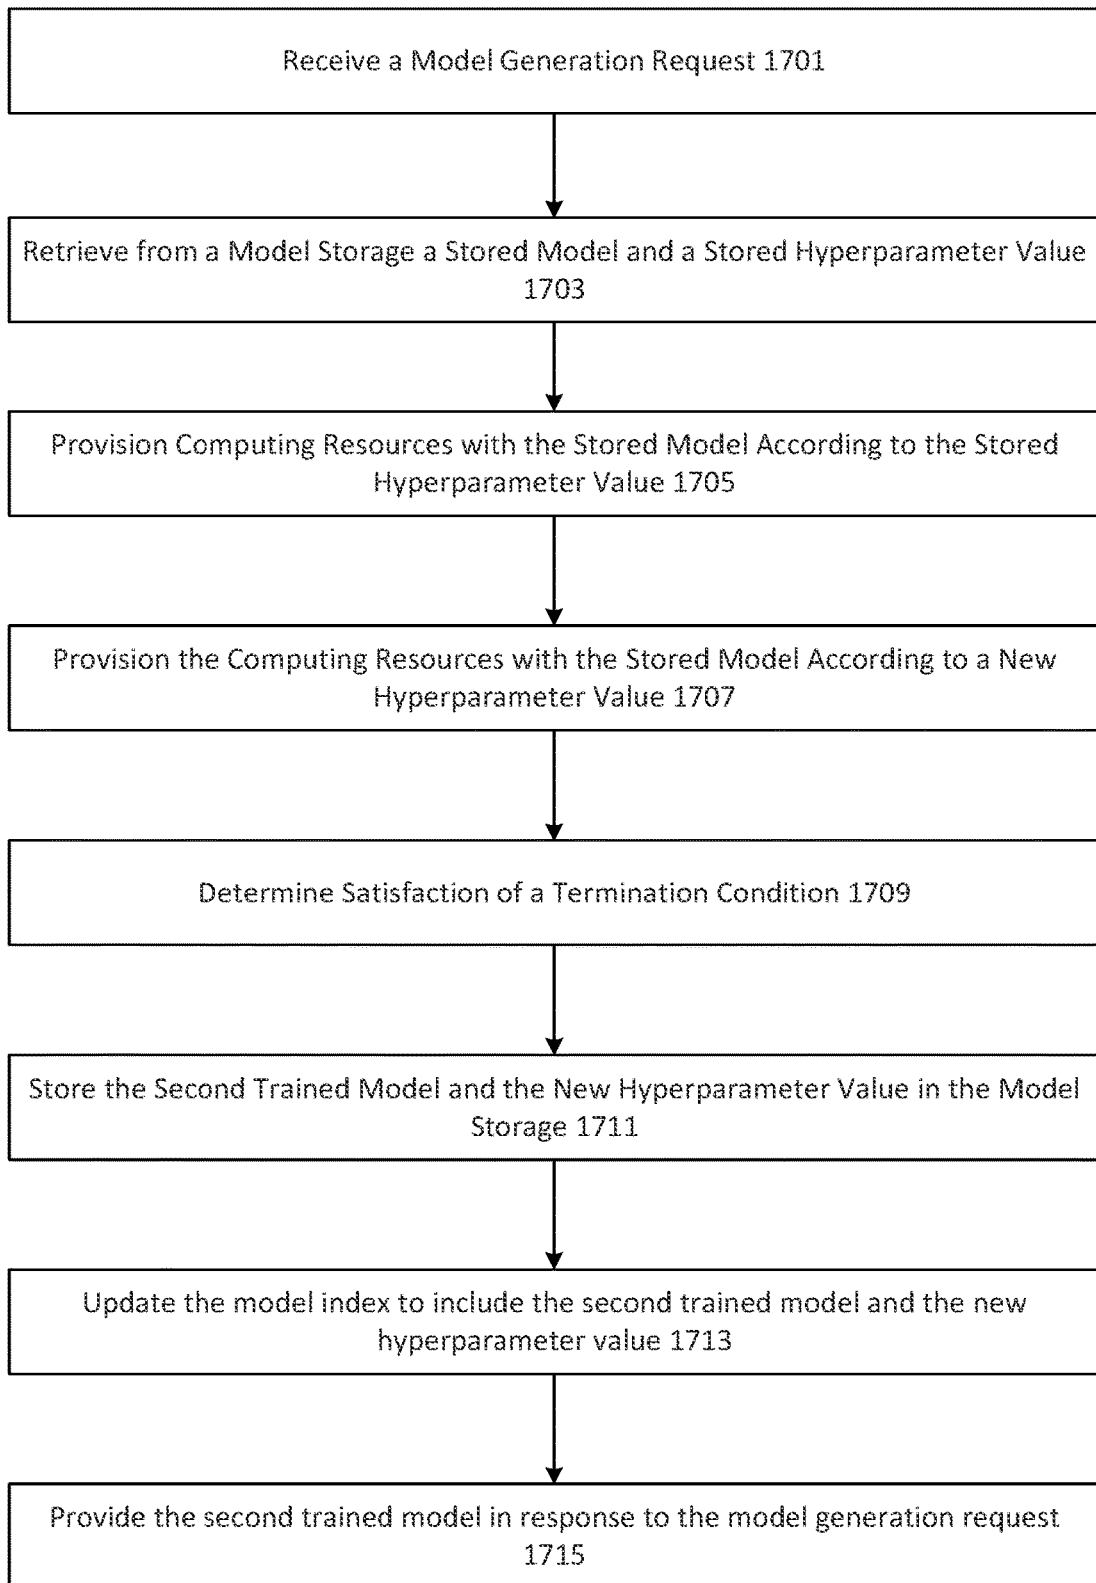 Receive a Model Generation Request 1701
Retrieve from a Model Storage a Stored Model and a Stored Hyperparameter Value
1703
Provision Computing Resources with the Stored Model According to the Stored
Hyperparameter Value 1705
Provision the Computing Resources with the Stored Model According to a New
Hyperparameter Value 1707
Determine Satisfaction of a Termination Condition 1709
Store the Second Trained Model and the New Hyperparameter Value in the Model
Storage 1711
Update the model index to include the second trained model and the new
hyperparameter value 1713
Provide the second trained model in response to the model generation request
1715